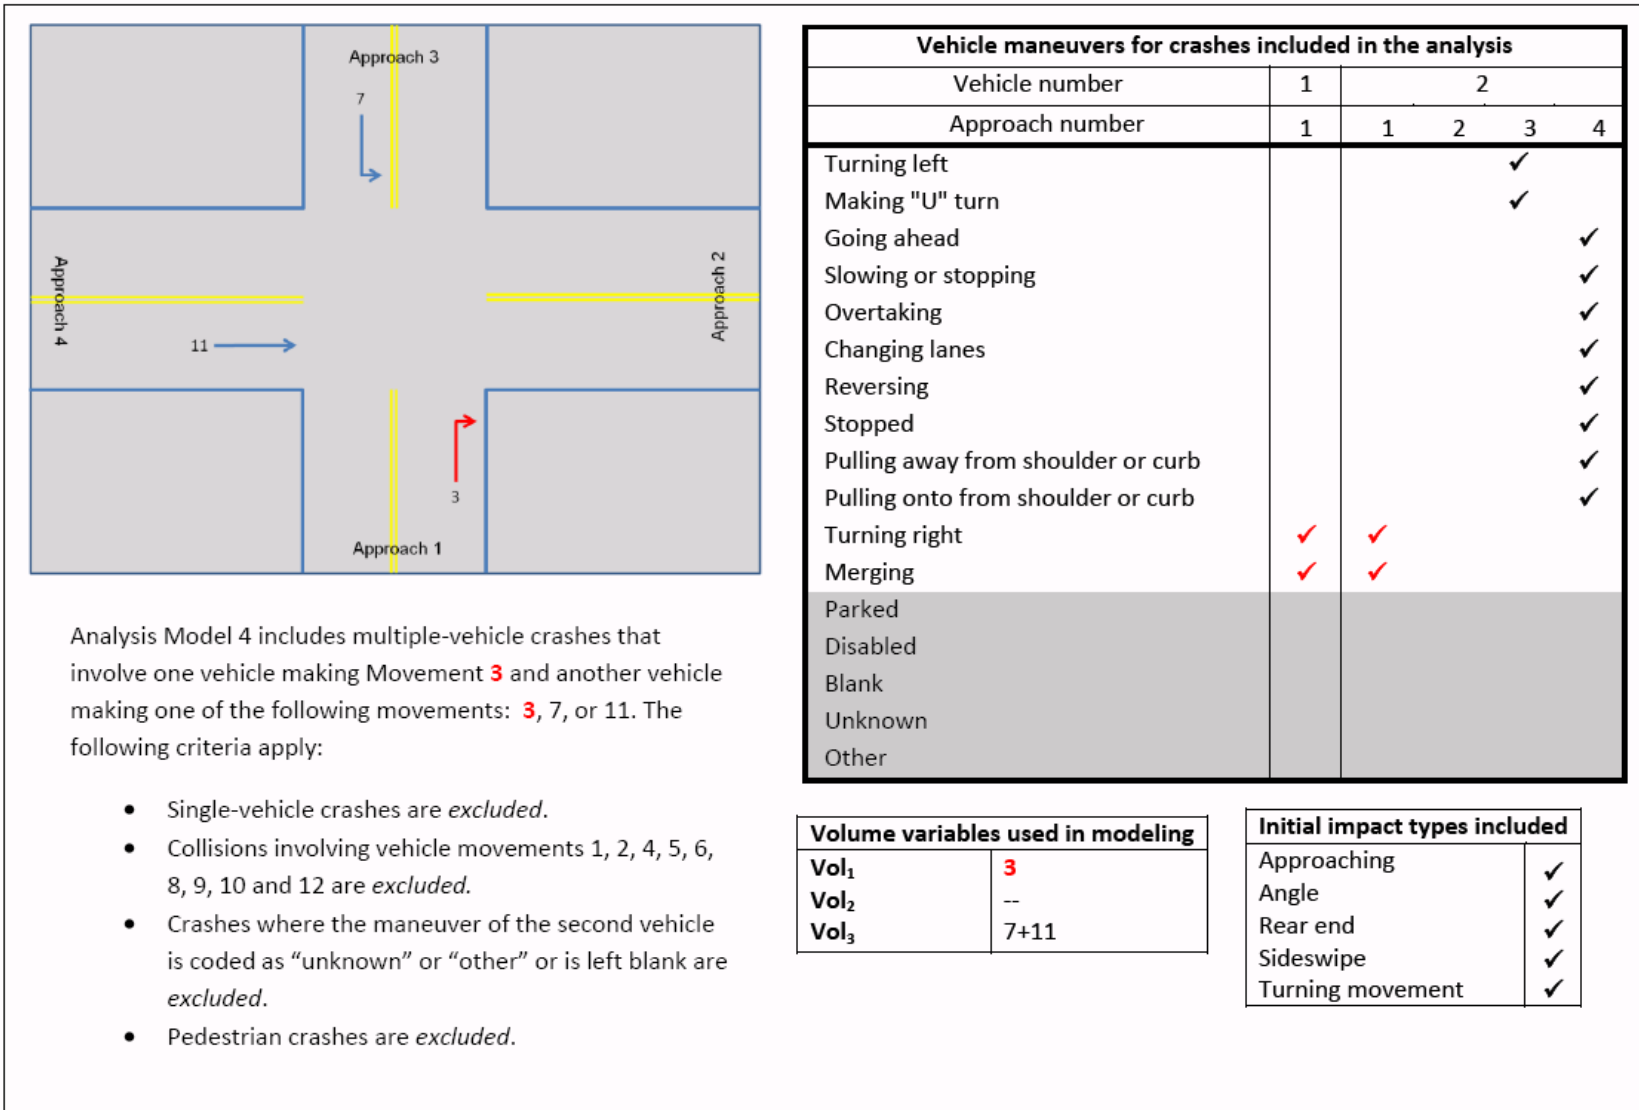 Approach 3
7
Approach 4
Approach 2
11
3
Approach 1
Analysis Model 4 includes multiple-vehicle crashes that
involve one vehicle making Movement 3 and another vehicle
making one of the following movements: 3, 7, or 11. The
following criteria apply:
• Single-vehicle crashes are excluded.
• Collisions involving vehicle movements 1, 2, 4, 5, 6,
8, 9, 10 and 12 are excluded.
• Crashes where the maneuver of the second vehicle
is coded as “unknown” or “other” or is left blank are
excluded.
• Pedestrian crashes are excluded.
Vehicle maneuvers for crashes included in the analysis
Vehicle number 1 2
Approach number 1 1 2 3 4
Turning left ✓
Making "U" turn ✓
Going ahead ✓
Slowing or stopping ✓
Overtaking ✓
Changing lanes ✓
Reversing ✓
Stopped ✓
Pulling away from shoulder or curb ✓
Pulling onto from shoulder or curb ✓
Turning right ✓ ✓
Merging ✓ ✓
Parked
Disabled
Blank
Unknown
Other
Volume variables used in modeling
Vol₁ 3
Vol₂ --
Vol₃ 7+11
Initial impact types included
Approaching ✓
Angle ✓
Rear end ✓
Sideswipe ✓
Turning movement ✓